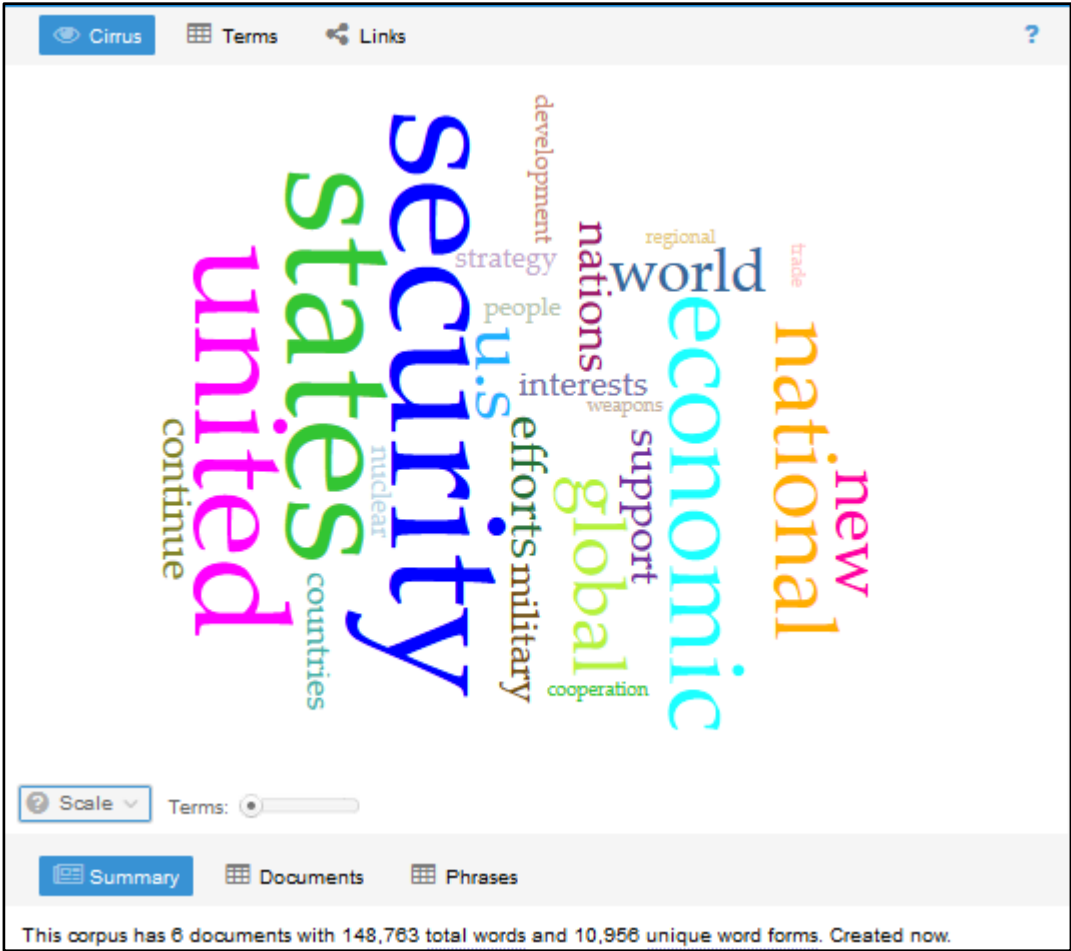 Cirrus Terms Links ?
development
security
states
nations
regional
strategy
world
trade
united
people
economic
u.s
national
interests
weapons
efforts
continue
support
nuclear
new
global
military
countries
cooperation
? Scale Terms:
Summary Documents Phrases
This corpus has 6 documents with 148,763 total words and 10,956 unique word forms. Created now.